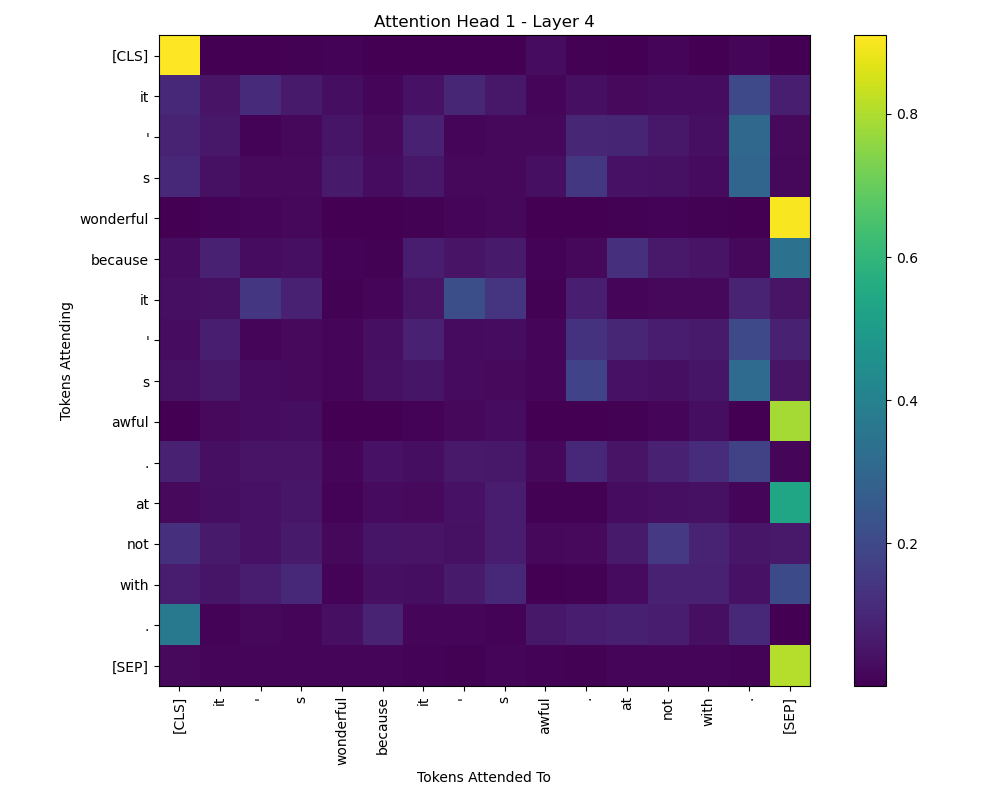 Attention Head 1 - Layer 4
[CLS]
it
'
s
wonderful
because
it
'
s
awful
.
at
not
with
.
[SEP]
Tokens Attending
[CLS]
it
'
s
wonderful
because
it
'
s
awful
.
at
not
with
.
[SEP]
Tokens Attended To
0.8
0.6
0.4
0.2